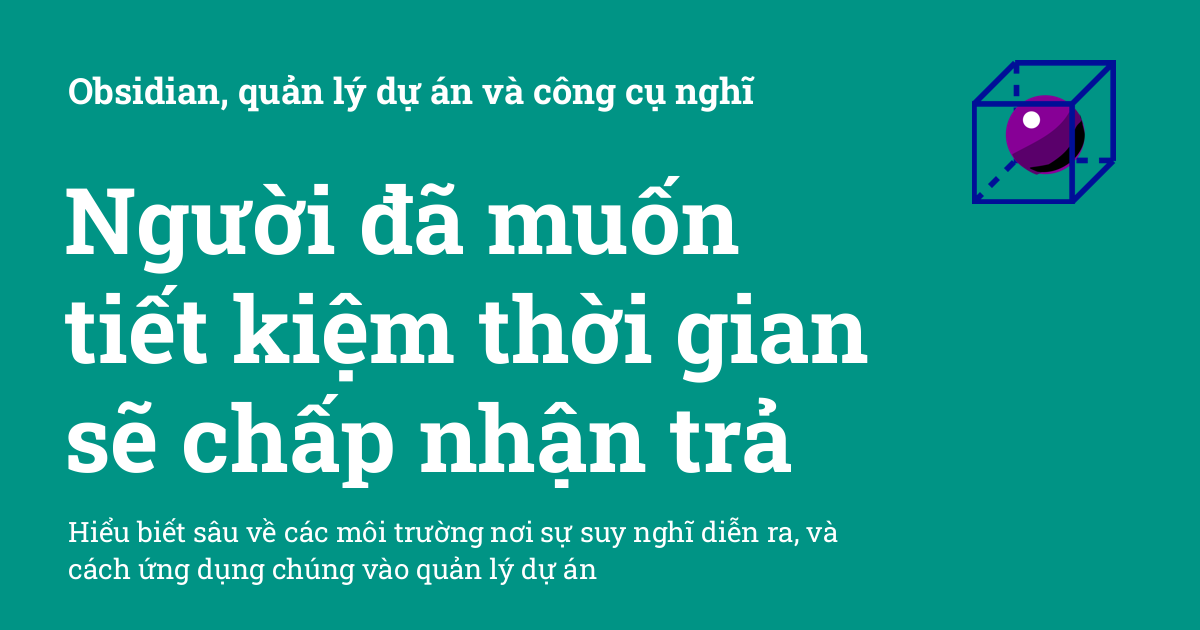 Obsidian, quản lý dự án và công cụ nghĩ
Người đã muốn
tiết kiệm thời gian
sẽ chấp nhận trả
Hiểu biết sâu về các môi trường nơi sự suy nghĩ diễn ra, và
cách ứng dụng chúng vào quản lý dự án